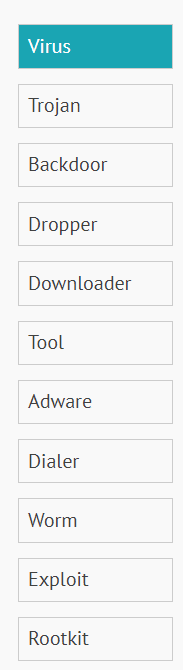 Virus
Trojan
Backdoor
Dropper
Downloader
Tool
Adware
Dialer
Worm
Exploit
Rootkit